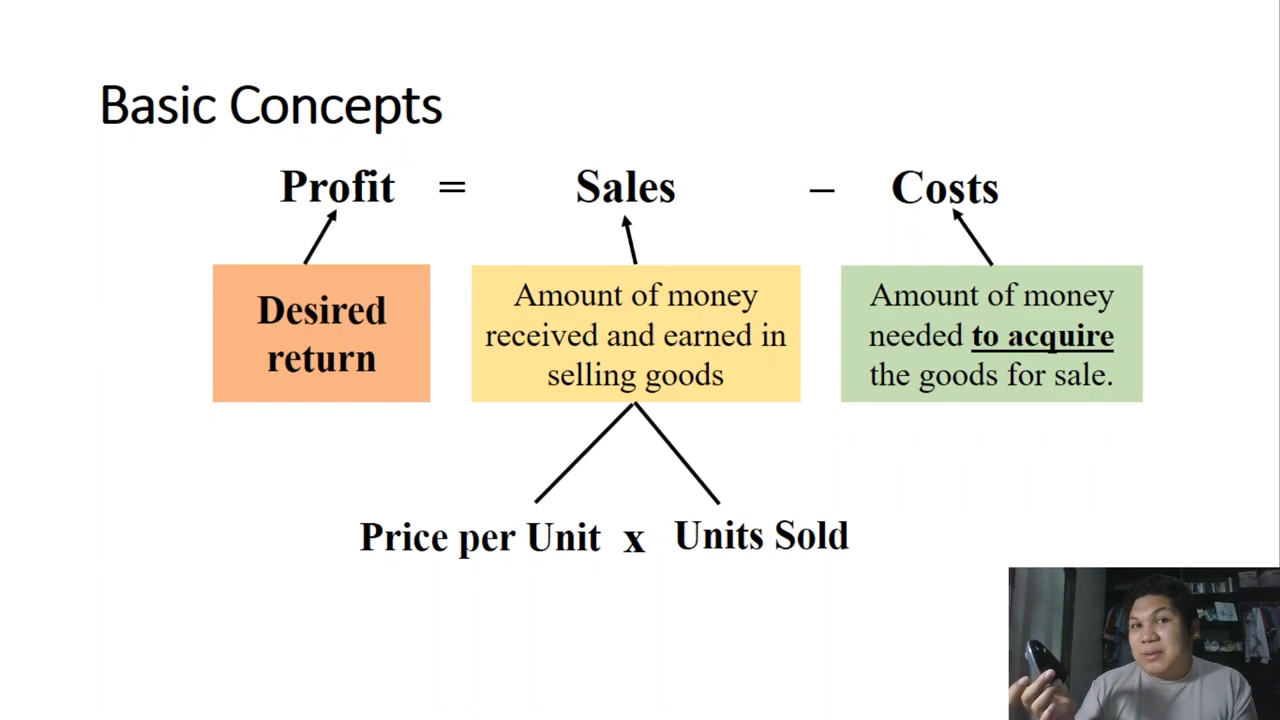 Basic Concepts
Profit = Sales – Costs
Desired
return
Amount of money
received and earned in
selling goods
Amount of money
needed to acquire
the goods for sale.
Price per Unit x Units Sold